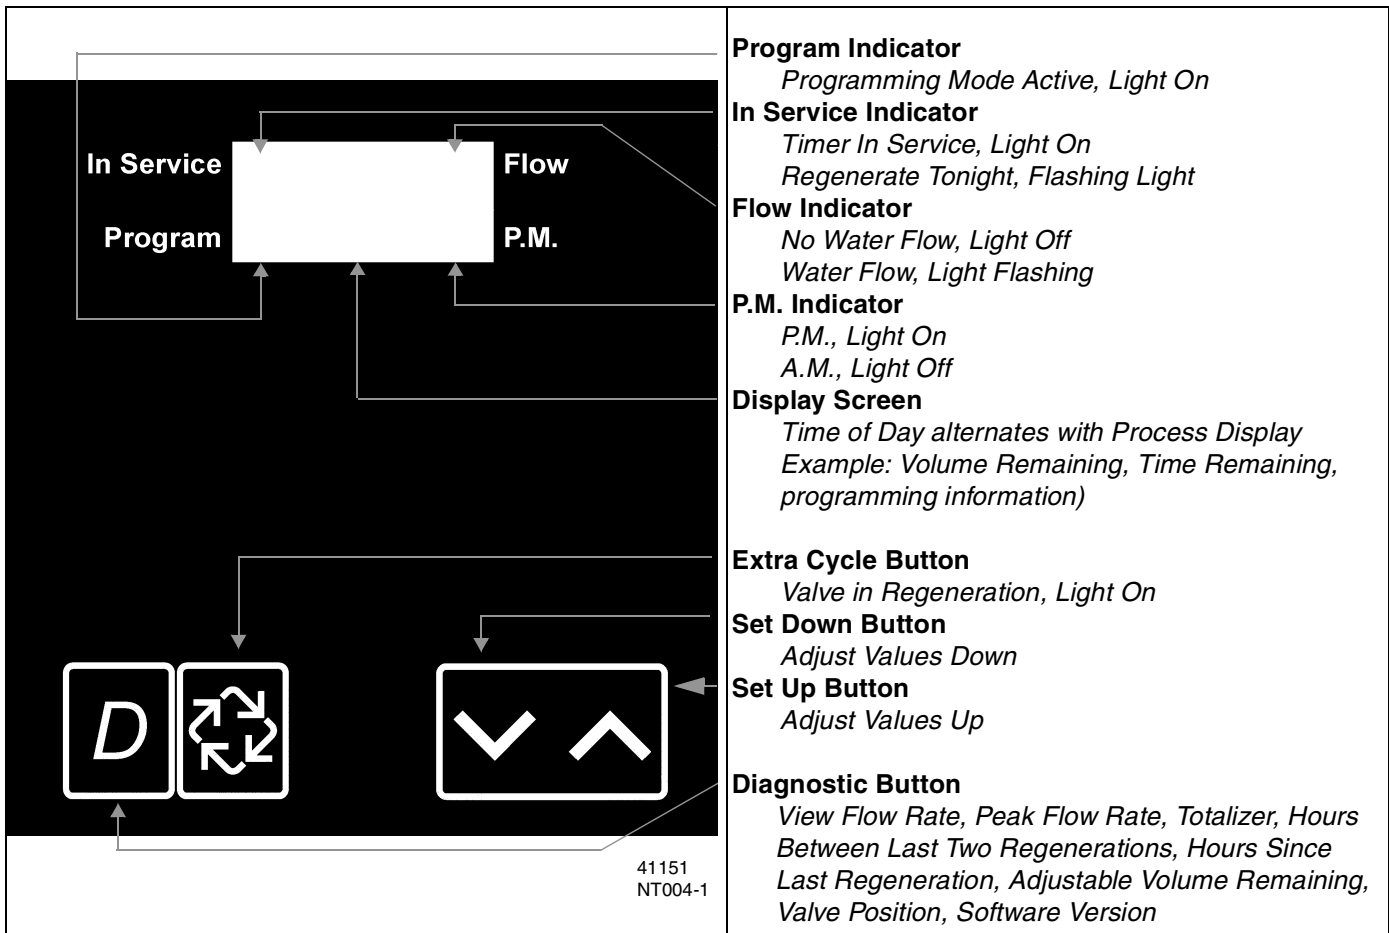 In Service
Flow
Program
P.M.
D
41151
NT004-1
Program Indicator
Programming Mode Active, Light On
In Service Indicator
Timer In Service, Light On
Regenerate Tonight, Flashing Light
Flow Indicator
No Water Flow, Light Off
Water Flow, Light Flashing
P.M. Indicator
P.M., Light On
A.M., Light Off
Display Screen
Time of Day alternates with Process Display
Example: Volume Remaining, Time Remaining,
programming information)
Extra Cycle Button
Valve in Regeneration, Light On
Set Down Button
Adjust Values Down
Set Up Button
Adjust Values Up
Diagnostic Button
View Flow Rate, Peak Flow Rate, Totalizer, Hours
Between Last Two Regenerations, Hours Since
Last Regeneration, Adjustable Volume Remaining,
Valve Position, Software Version